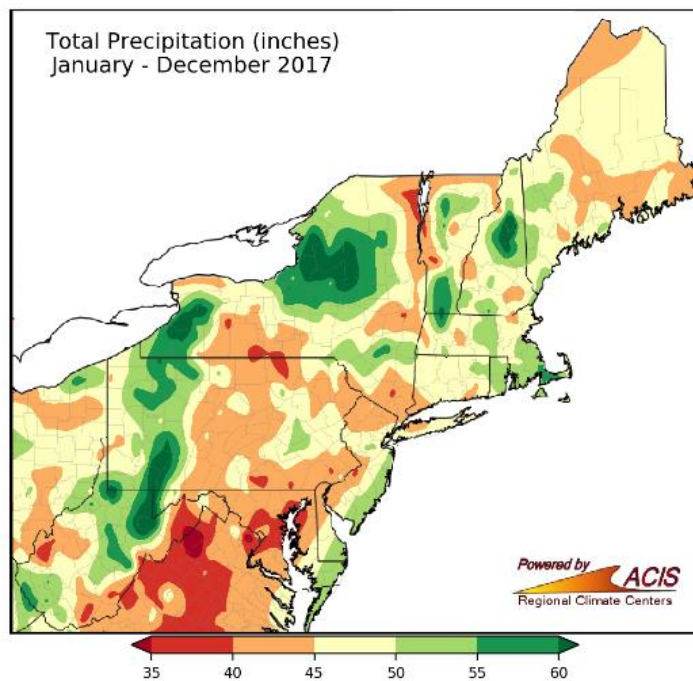 Total Precipitation (inches)
January - December 2017
Powered by
ACIS
Regional Climate Centers
35 40 45 50 55 60